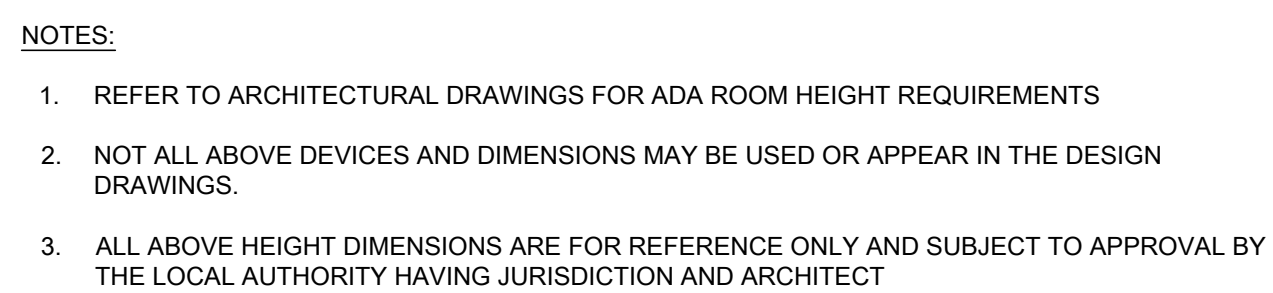 NOTES:
1. REFER TO ARCHITECTURAL DRAWINGS FOR ADA ROOM HEIGHT REQUIREMENTS
2. NOT ALL ABOVE DEVICES AND DIMENSIONS MAY BE USED OR APPEAR IN THE DESIGN
DRAWINGS.
3. ALL ABOVE HEIGHT DIMENSIONS ARE FOR REFERENCE ONLY AND SUBJECT TO APPROVAL BY
THE LOCAL AUTHORITY HAVING JURISDICTION AND ARCHITECT